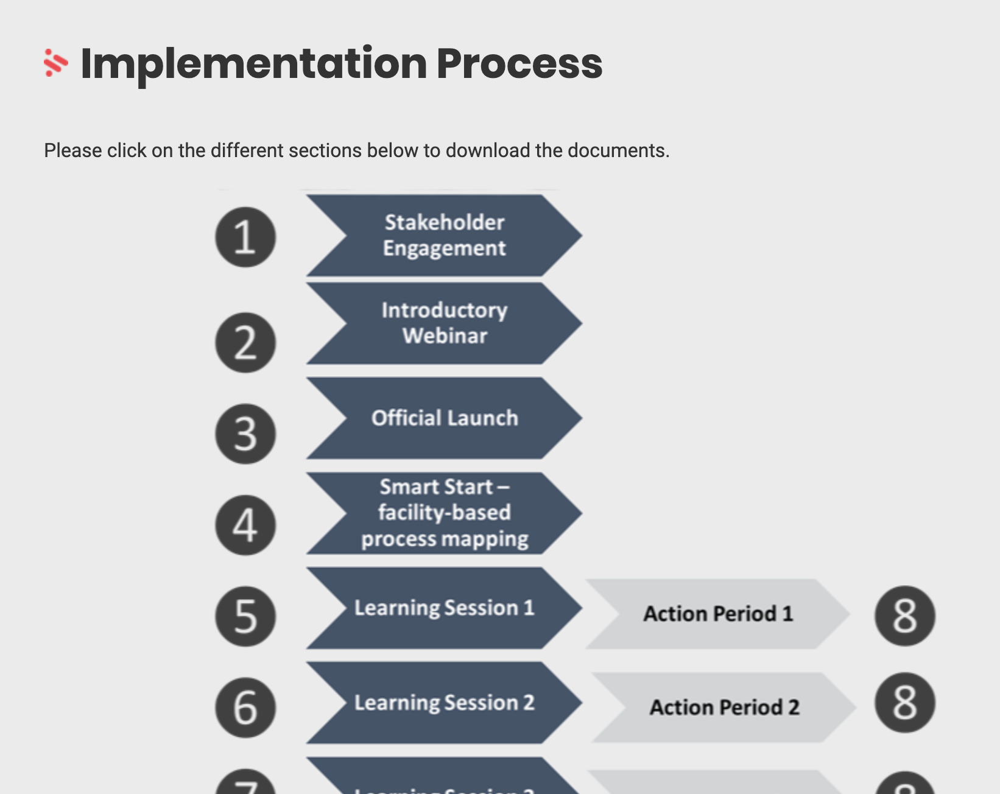 Implementation Process
Please click on the different sections below to download the documents.
1
Stakeholder
Engagement
2
Introductory
Webinar
3
Official Launch
4
Smart Start –
facility-based
process mapping
5
Learning Session 1
Action Period 1
8
6
Learning Session 2
Action Period 2
8
7